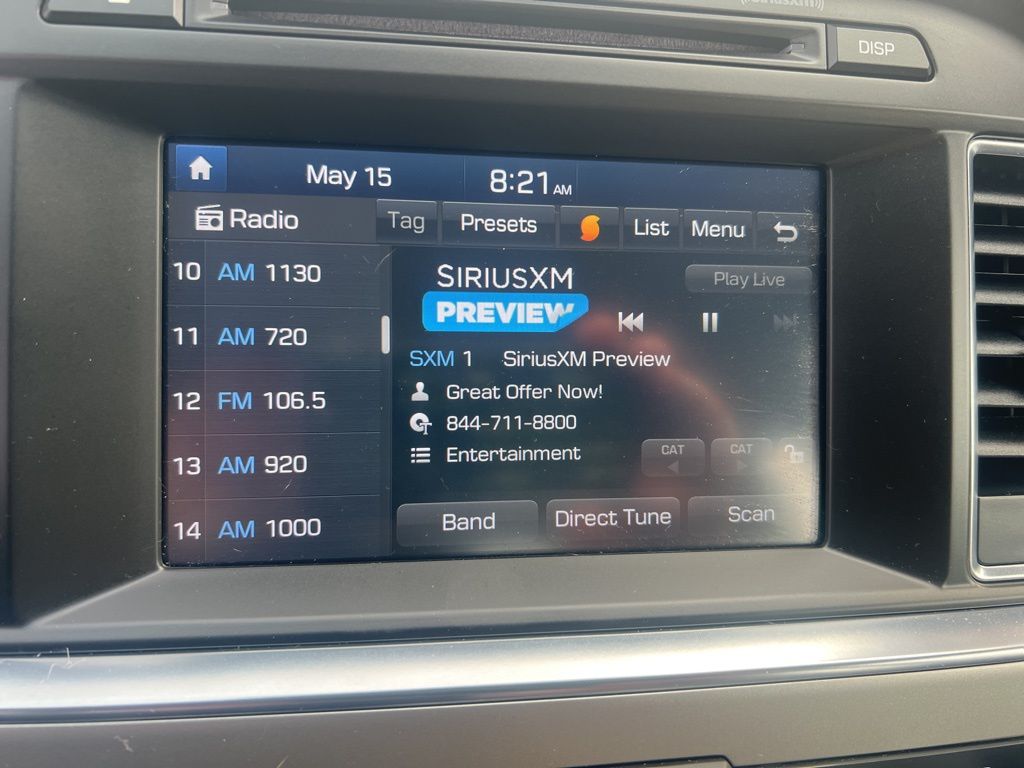 SiriusXM
DISP
May 15 8:21 AM
Radio Tag Presets List Menu
10 AM 1130
11 AM 720
12 FM 106.5
13 AM 920
14 AM 1000
SIRIUSXM
PREVIEW
Play Live
SXM 1 SiriusXM Preview
Great Offer Now!
844-711-8800
Entertainment
CAT CAT
Band Direct Tune Scan